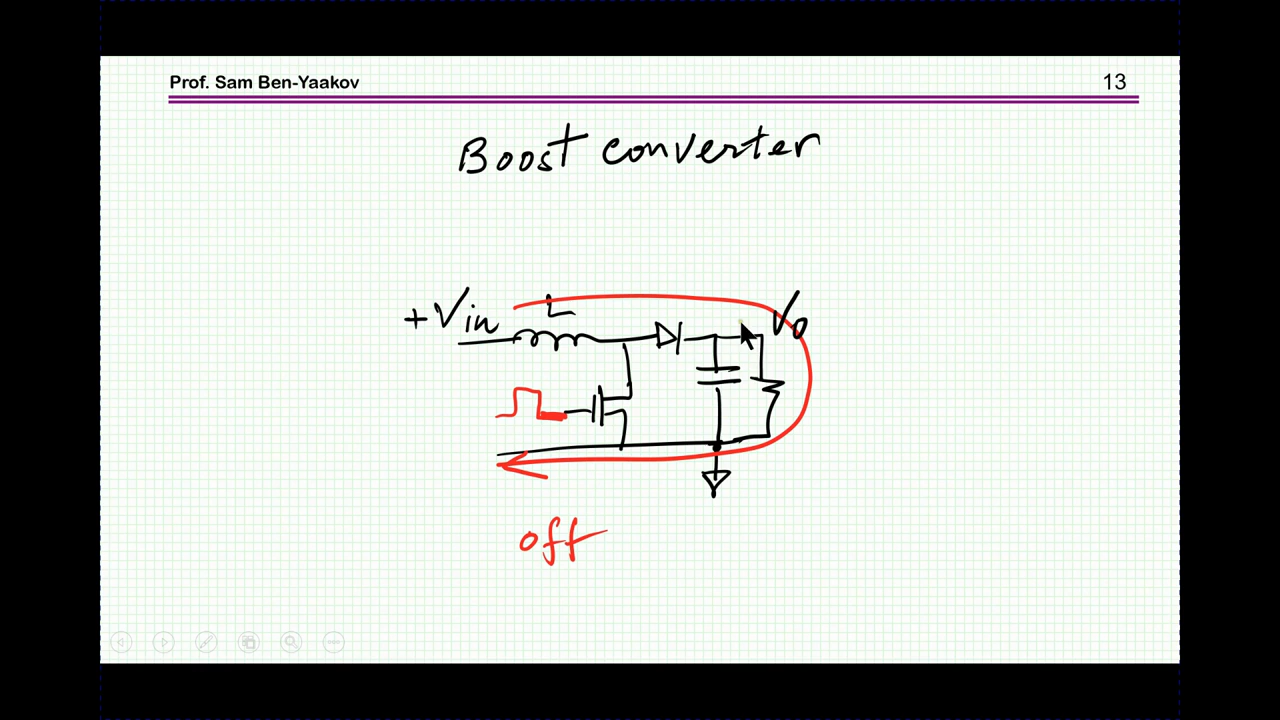 Prof. Sam Ben-Yaakov
13
Boost converter
+Vin
L
Vo
off